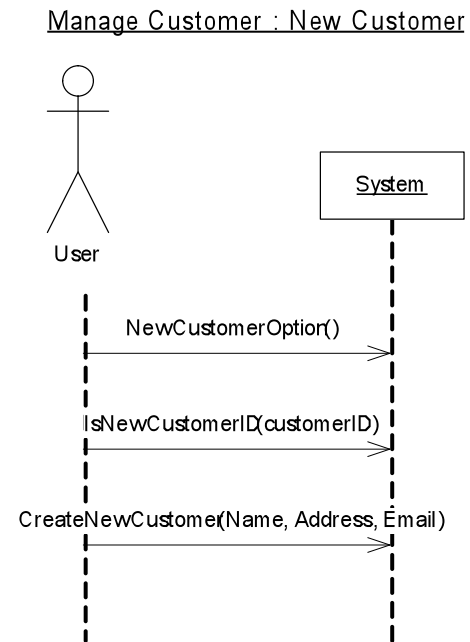 Manage Customer : New Customer
System
User
NewCustomerOption()
IsNewCustomerID(customerID)
CreateNewCustomer(Name, Address, Email)